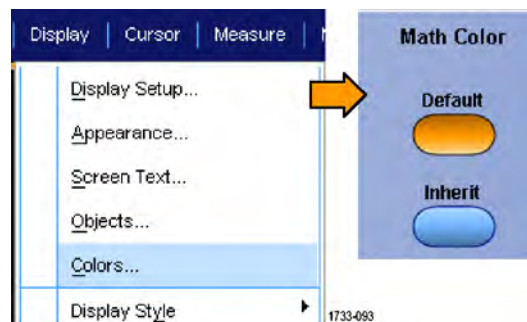 Display | Cursor | Measure |
Display Setup...
Appearance...
Screen Text...
Objects...
Colors...
Display Style
Math Color
Default
Inherit
1733-093